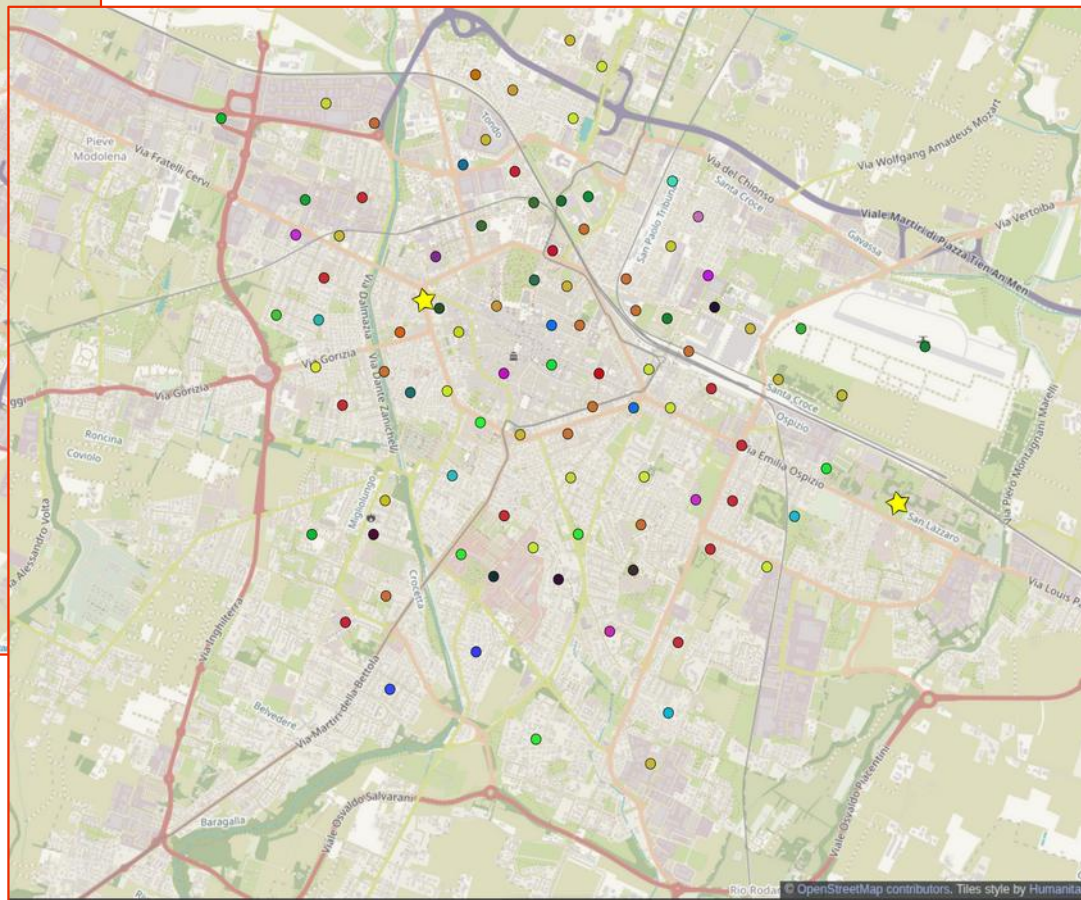 Tondo
Pieve
Modolena
Via Fratelli Cervi
Via Wolfgang Amadeus Mozart
Via del Chionso
Santa Croce
San Paolo Tribun
Viale Martiri di Piazza Tien An Men
Via Vertoiba
Gavassa
Via Dalmazia
Via Gorizia
Via Gorizia
Via Dante Zanichelli
Santa Croce
Ospizio
Roncina
Coviolo
Via Emilia Ospizio
Via Piero Montagnani Marelli
Migliolungo
San Lazzaro
a Alessandro Volta
Crocetta
Via Louis P
Via Inghilterra
Via Martiri della Bettola
Belvedere
Baragalla
Viale Osvaldo Salvarani
Viale Osvaldo Piacentini
Rio Rodan
© OpenStreetMap contributors. Tiles style by Humanita